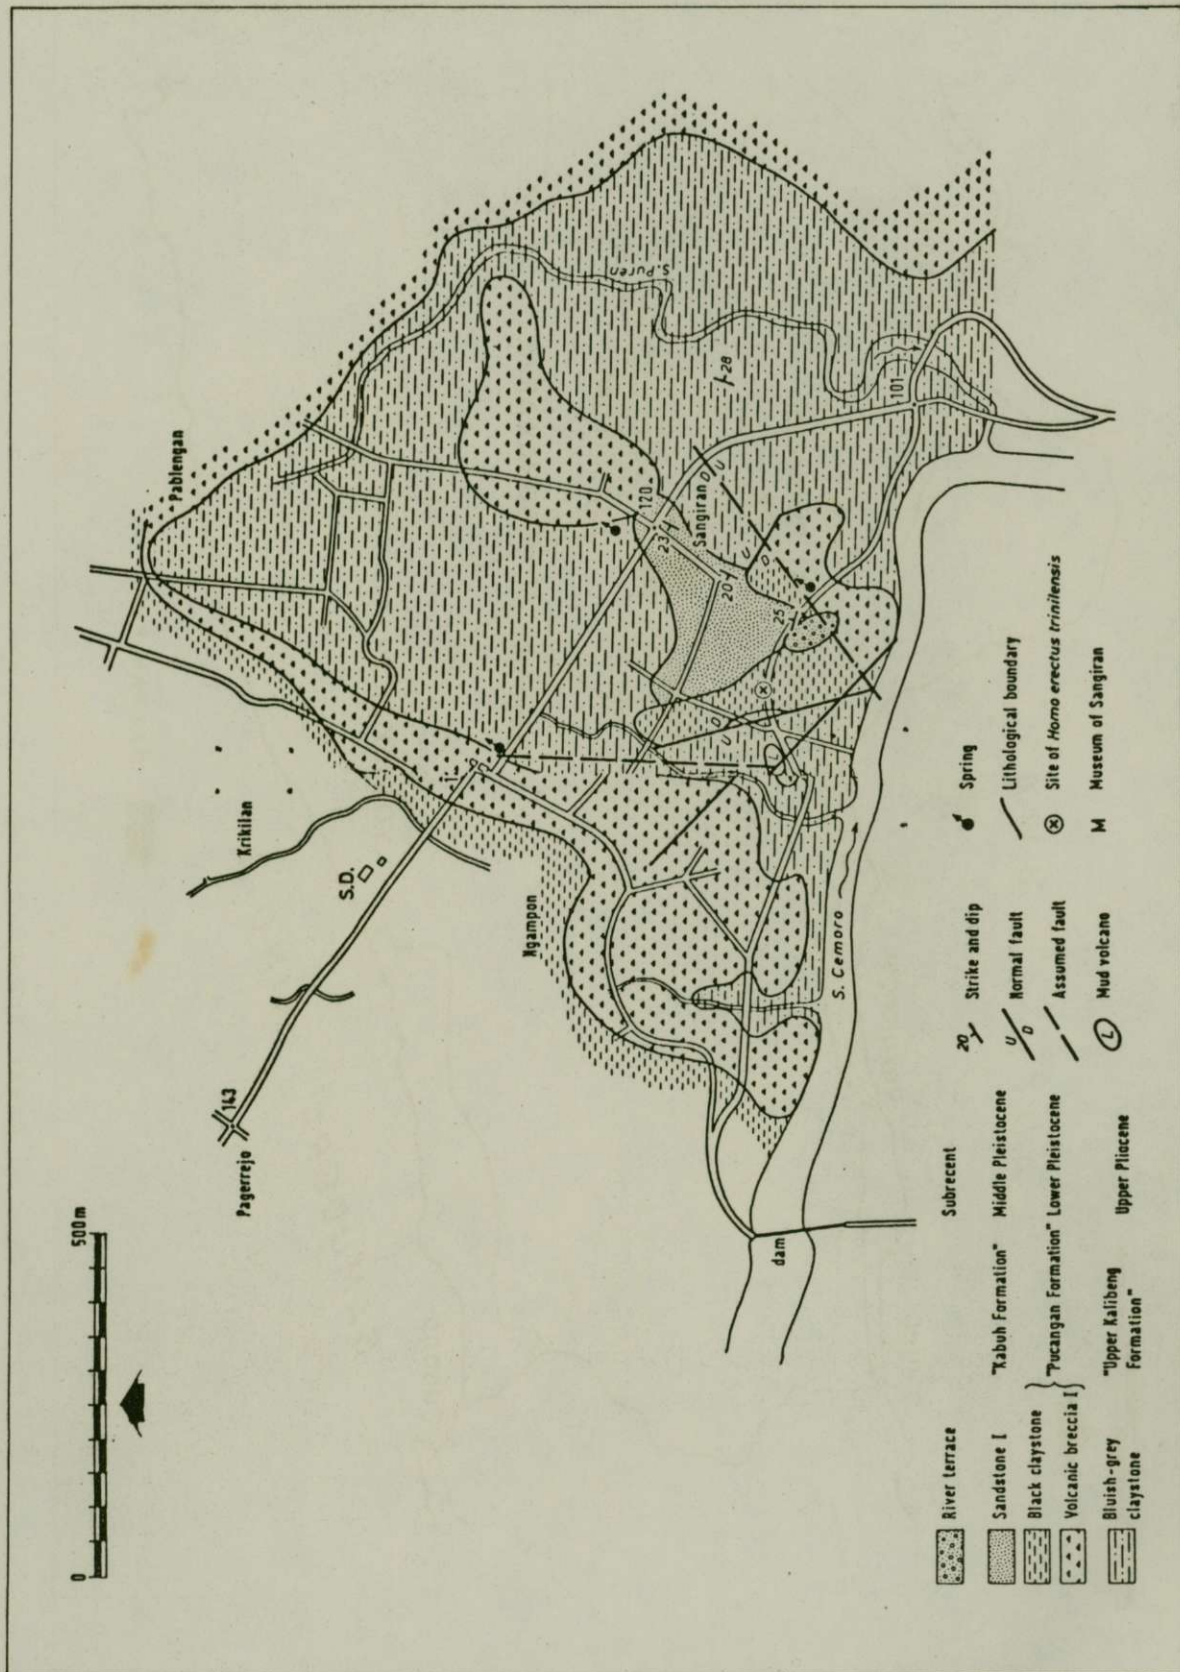 0 500m
Pagerrejo
143
S.D.
Krikilan
Pablengan
Ngampon
S. Puren
28
120
23
Sangiran
20
25
U
D
U
D
U
D
L
101
S. Cemoro
dam
River terrace Subrecent
Sandstone I "Kabuh Formation" Middle Pleistocene
Black claystone
Volcanic breccia I
"Pucangan Formation" Lower Pleistocene
Bluish-grey claystone "Upper Kalibeng Formation" Upper Pliocene
20 Strike and dip
U/D Normal fault
Assumed fault
L Mud volcano
Spring
Lithological boundary
Site of Homo erectus trinilensis
M Museum of Sangiran